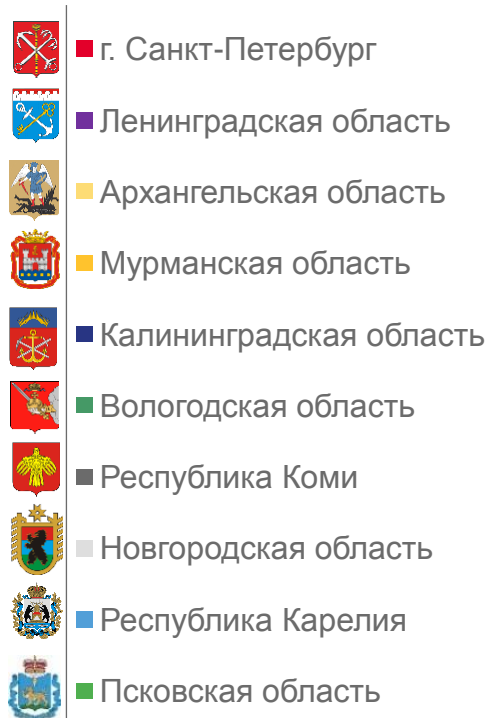 г. Санкт-Петербург
Ленинградская область
Архангельская область
Мурманская область
Калининградская область
Вологодская область
Республика Коми
Новгородская область
Республика Карелия
Псковская область